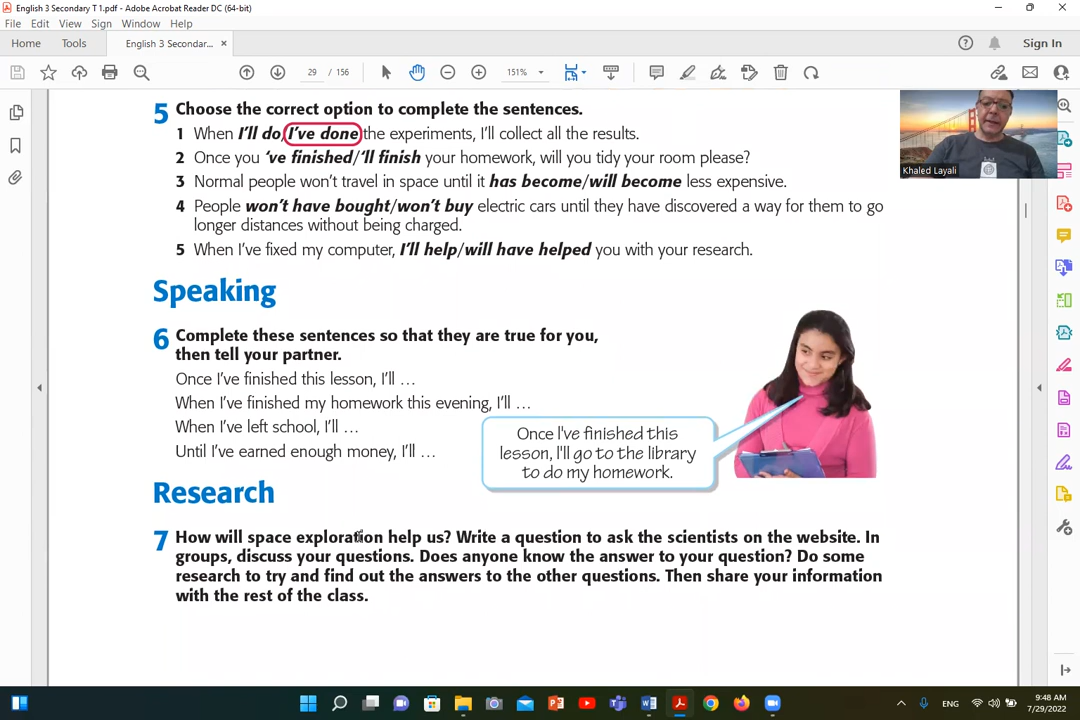 English 3 Secondary T 1.pdf - Adobe Acrobat Reader DC (64-bit)
File Edit View Sign Window Help
Home Tools English 3 Secondar... × Sign In
29 / 156 151%
5 Choose the correct option to complete the sentences.
1 When I'll do/I've done the experiments, I'll collect all the results.
2 Once you 've finished/'ll finish your homework, will you tidy your room please?
3 Normal people won't travel in space until it has become/will become less expensive.
4 People won't have bought/won't buy electric cars until they have discovered a way for them to go
longer distances without being charged.
5 When I've fixed my computer, I'll help/will have helped you with your research.
Khaled Layali
Speaking
6 Complete these sentences so that they are true for you,
then tell your partner.
Once I've finished this lesson, I'll ...
When I've finished my homework this evening, I'll ...
When I've left school, I'll ...
Until I've earned enough money, I'll ...
Once I've finished this
lesson, I'll go to the library
to do my homework.
Research
7 How will space exploration help us? Write a question to ask the scientists on the website. In
groups, discuss your questions. Does anyone know the answer to your question? Do some
research to try and find out the answers to the other questions. Then share your information
with the rest of the class.
ENG
9:48 AM
7/29/2022